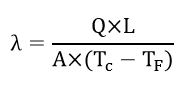 λ = Q×L / A×(T_c − T_F)